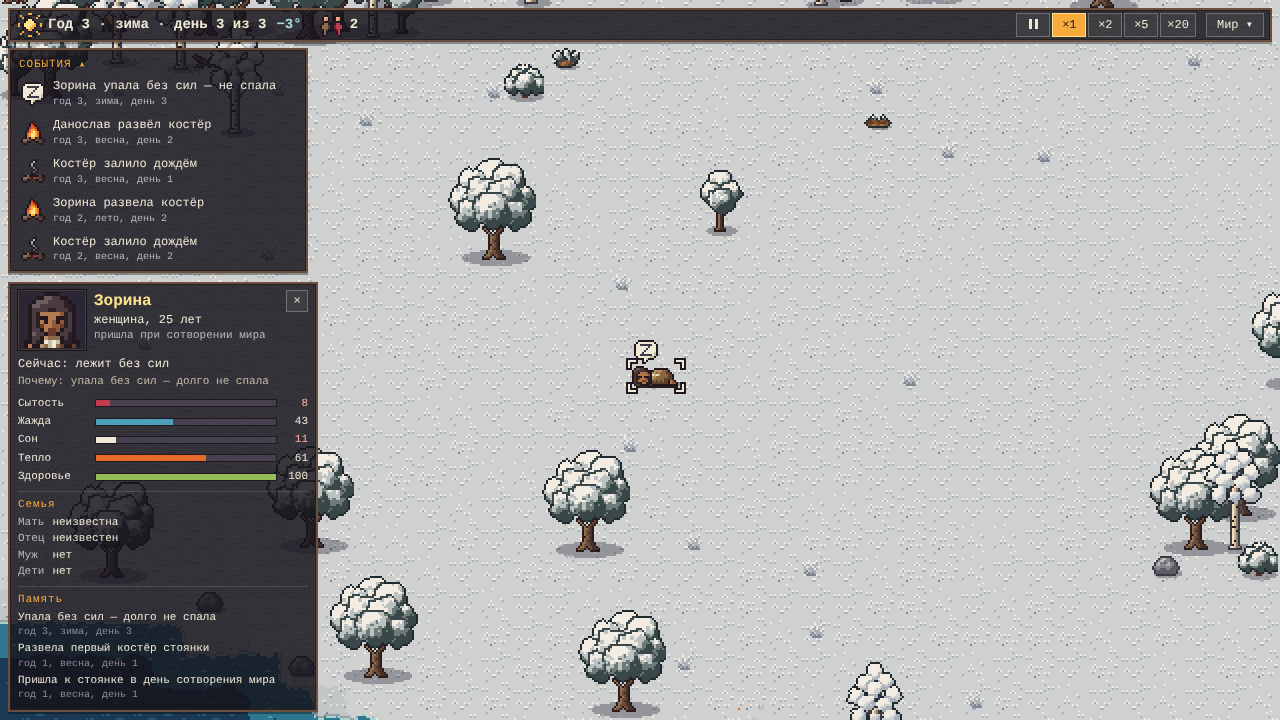 Год 3 · зима · день 3 из 3 −3° 2
×1 ×2 ×5 ×20 Мир ▾
СОБЫТИЯ ▴
Зорина упала без сил — не спала
год 3, зима, день 3
Данослав развёл костёр
год 3, весна, день 2
Костёр залило дождём
год 3, весна, день 1
Зорина развела костёр
год 2, лето, день 2
Костёр залило дождём
год 2, весна, день 2
Зорина
×
женщина, 25 лет
пришла при сотворении мира
Сейчас: лежит без сил
Почему: упала без сил — долго не спала
Сытость 8
Жажда 43
Сон 11
Тепло 61
Здоровье 100
Семья
Мать неизвестна
Отец неизвестен
Муж нет
Дети нет
Память
Упала без сил — долго не спала
год 3, зима, день 3
Развела первый костёр стоянки
год 1, весна, день 1
Пришла к стоянке в день сотворения мира
год 1, весна, день 1
Z